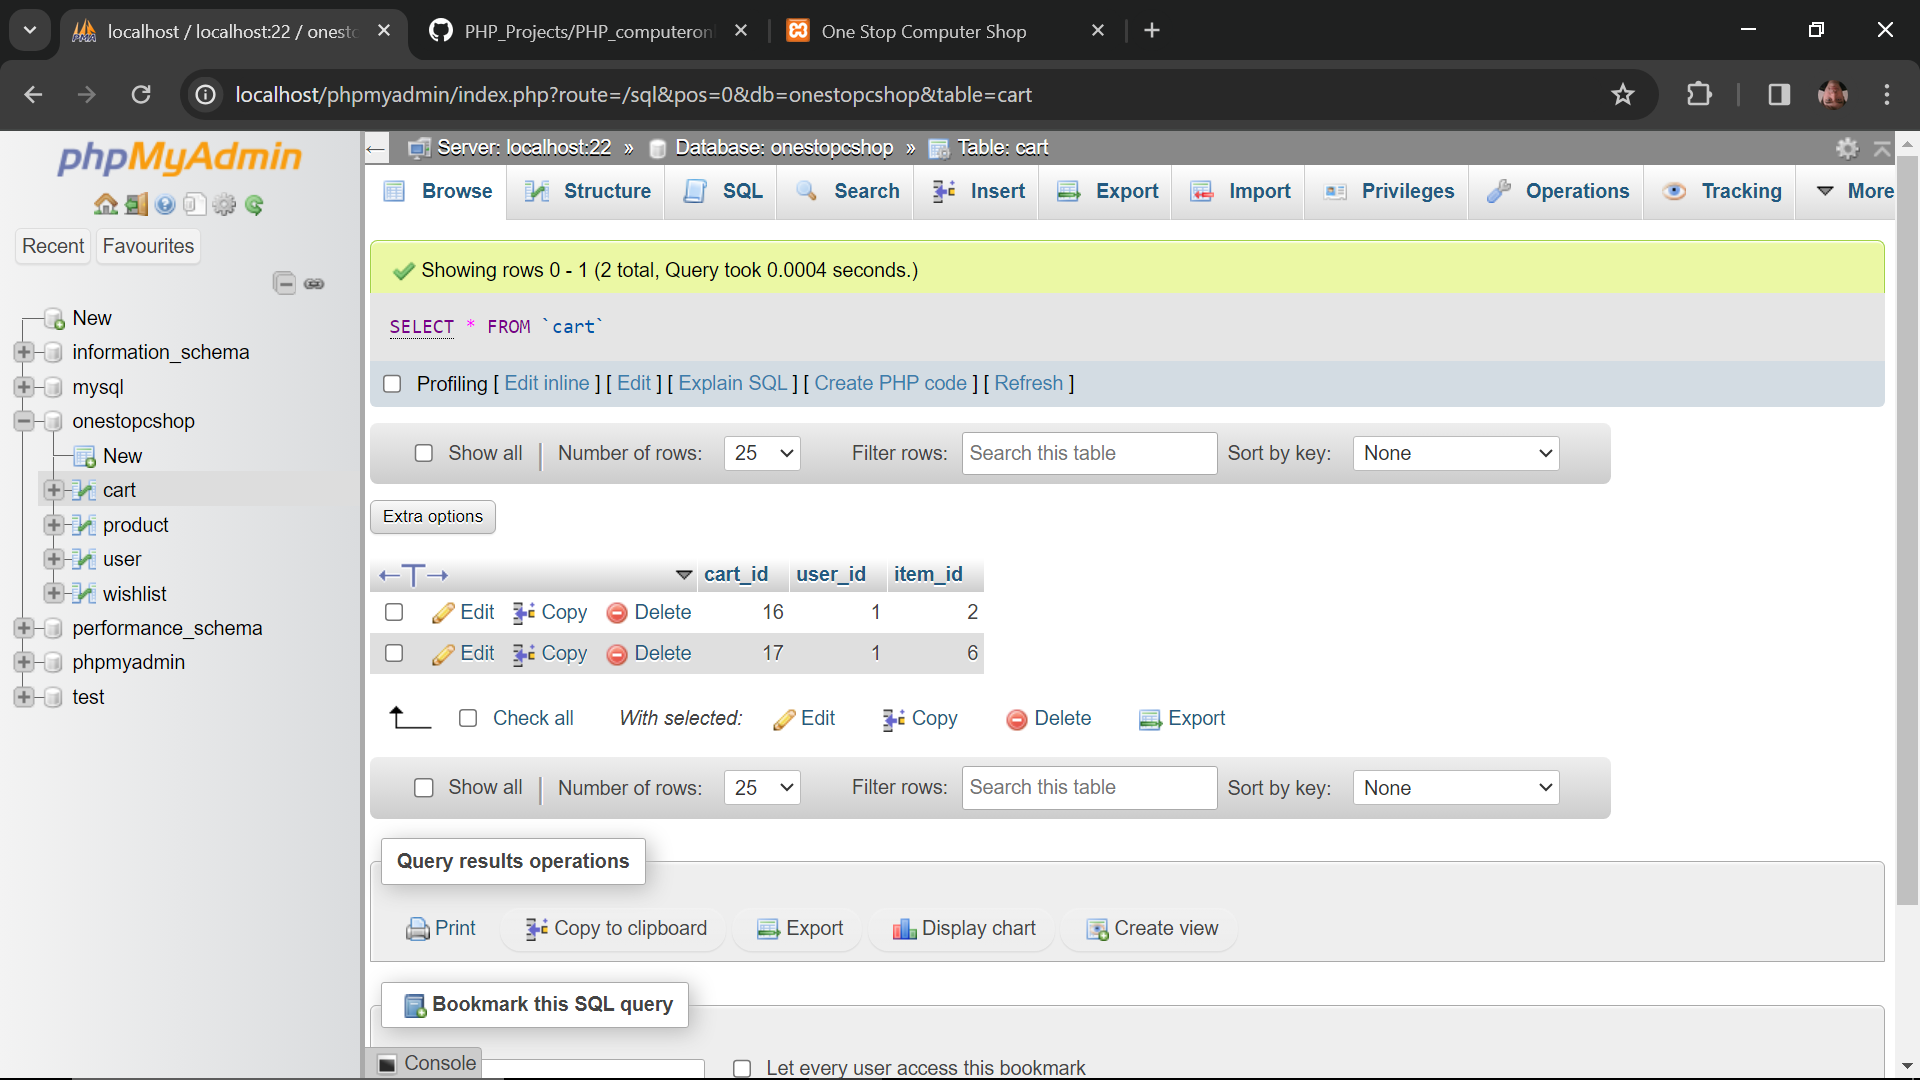 localhost / localhost:22 / onesto
PHP_Projects/PHP_computeronl
One Stop Computer Shop
localhost/phpmyadmin/index.php?route=/sql&pos=0&db=onestopcshop&table=cart
phpMyAdmin
Recent Favourites
New
information_schema
mysql
onestopcshop
New
cart
product
user
wishlist
performance_schema
phpmyadmin
test
Server: localhost:22 » Database: onestopcshop » Table: cart
Browse Structure SQL Search Insert Export Import Privileges Operations Tracking More
Showing rows 0 - 1 (2 total, Query took 0.0004 seconds.)
SELECT * FROM `cart`
Profiling [ Edit inline ] [ Edit ] [ Explain SQL ] [ Create PHP code ] [ Refresh ]
Show all Number of rows: 25 Filter rows: Search this table Sort by key: None
Extra options
cart_id user_id item_id
Edit Copy Delete 16 1 2
Edit Copy Delete 17 1 6
Check all With selected: Edit Copy Delete Export
Show all Number of rows: 25 Filter rows: Search this table Sort by key: None
Query results operations
Print Copy to clipboard Export Display chart Create view
Bookmark this SQL query
Console
Let every user access this bookmark